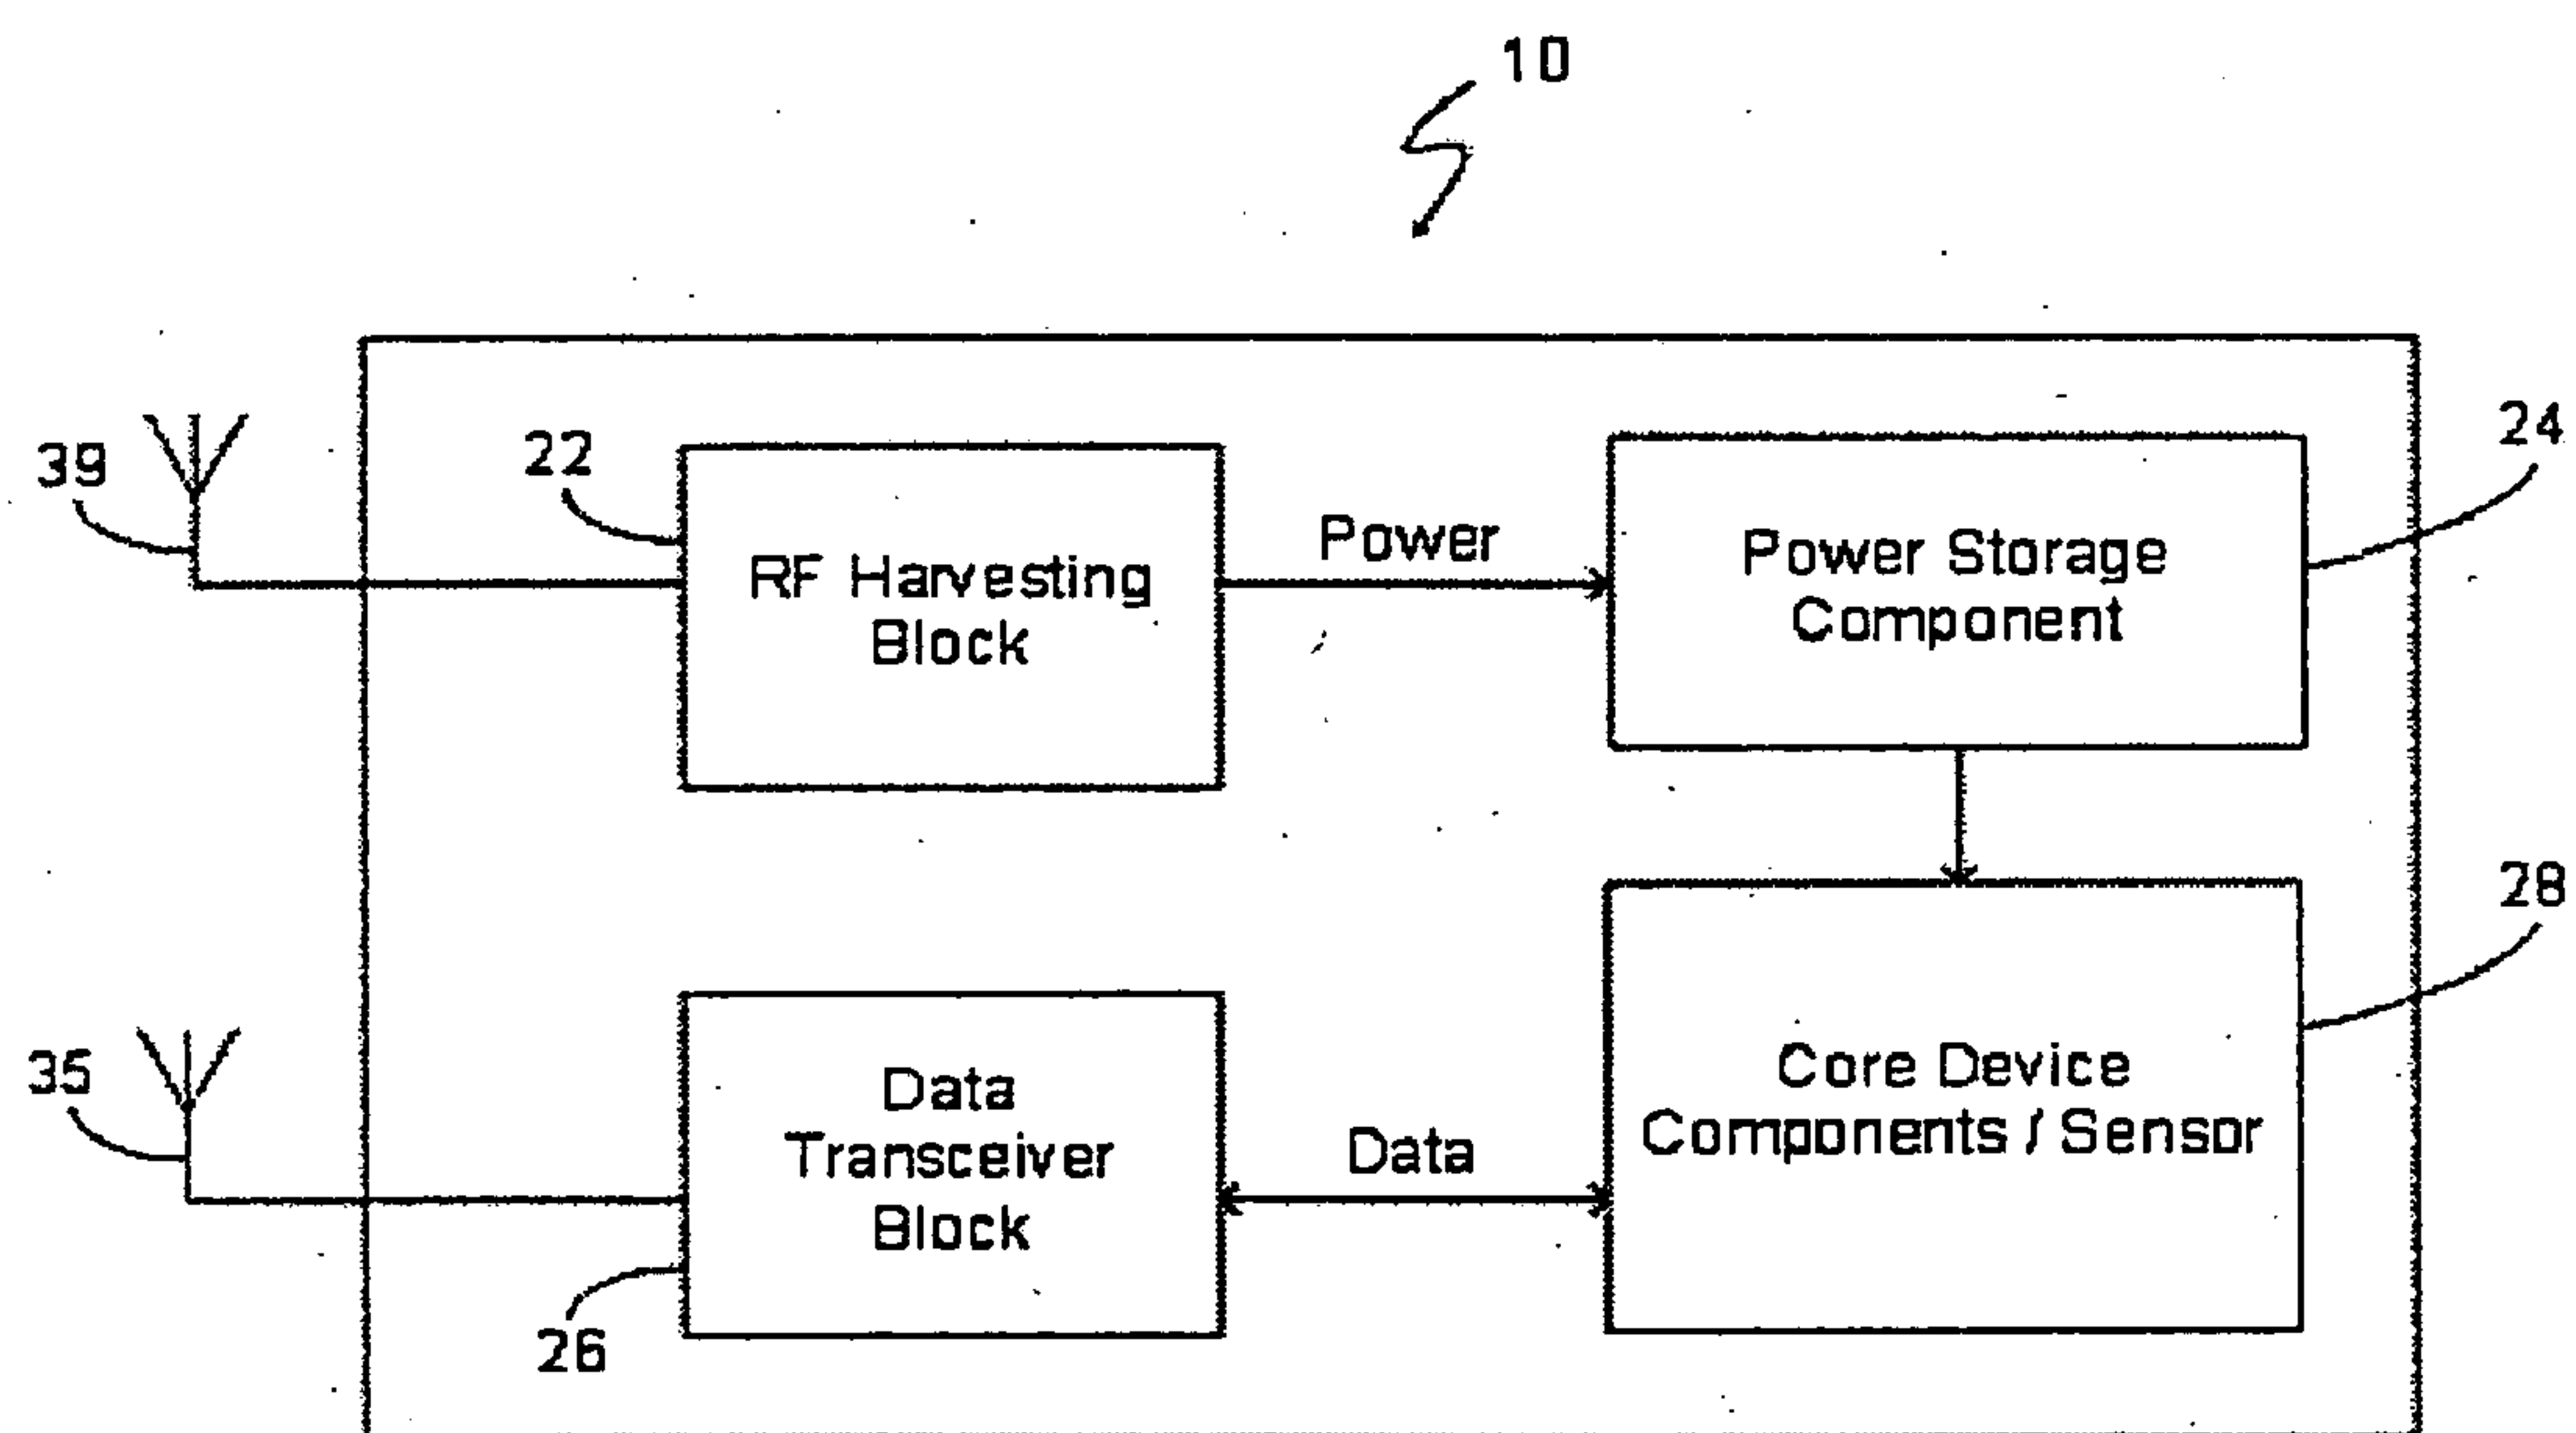 10
39
22
RF Harvesting
Block
Power
Power Storage
Component
24
28
35
Data
Transceiver
Block
26
Data
Core Device
Components / Sensor